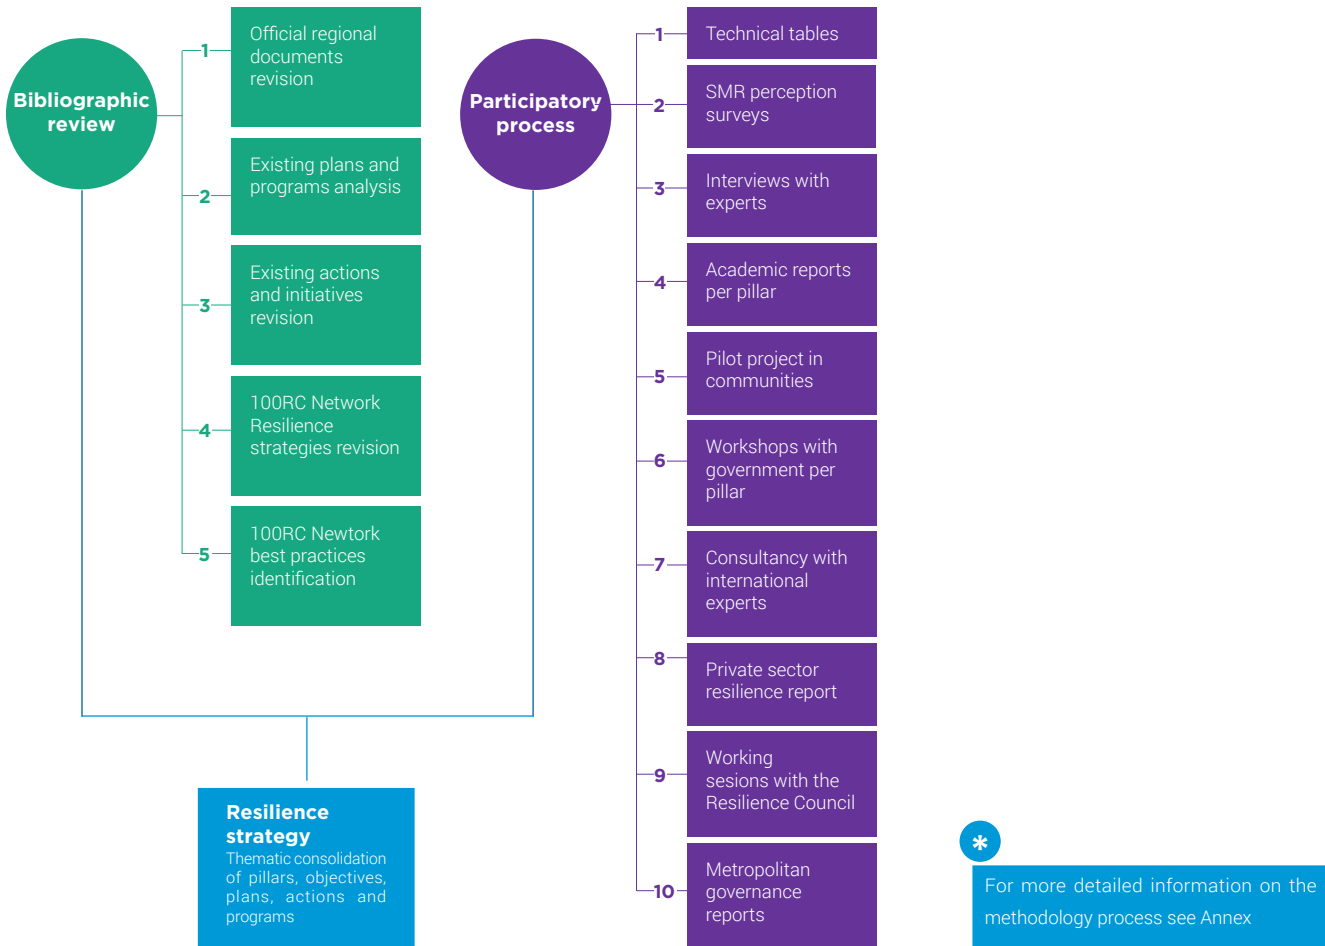 Bibliographic
review
1
Official regional
documents
revision
2
Existing plans and
programs analysis
3
Existing actions
and initiatives
revision
4
100RC Network
Resilience
strategies revision
5
100RC Newtork
best practices
identification
Participatory
process
1
Technical tables
2
SMR perception
surveys
3
Interviews with
experts
4
Academic reports
per pillar
5
Pilot project in
communities
6
Workshops with
government per
pillar
7
Consultancy with
international
experts
8
Private sector
resilience report
9
Working
sesions with the
Resilience Council
10
Metropolitan
governance
reports
Resilience
strategy
Thematic consolidation
of pillars, objectives,
plans, actions and
programs
*
For more detailed information on the
methodology process see Annex